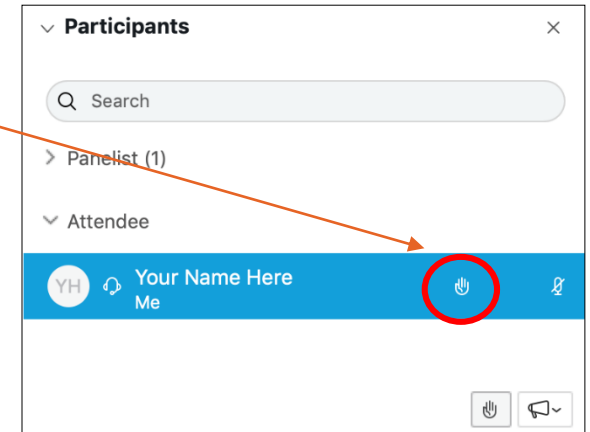 Participants
Search
Panelist (1)
Attendee
YH
Your Name Here
Me